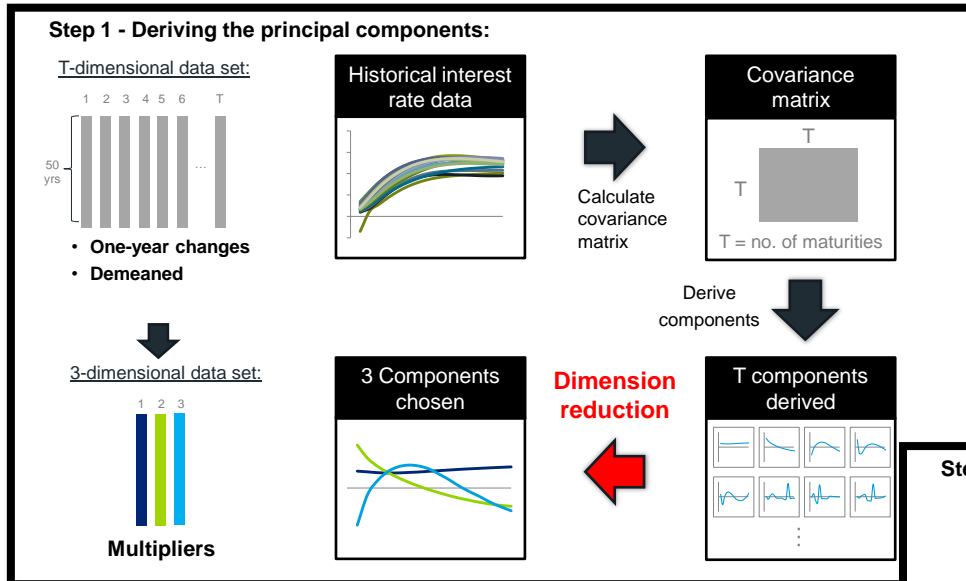 Step 1 - Deriving the principal components:
T-dimensional data set:
1 2 3 4 5 6 T
50
yrs
...
• One-year changes
• Demeaned
Historical interest
rate data
Calculate
covariance
matrix
Covariance
matrix
T
T
T = no. of maturities
Derive
components
T components
derived
⋮
Dimension
reduction
3 Components
chosen
3-dimensional data set:
1 2 3
Multipliers
Ste